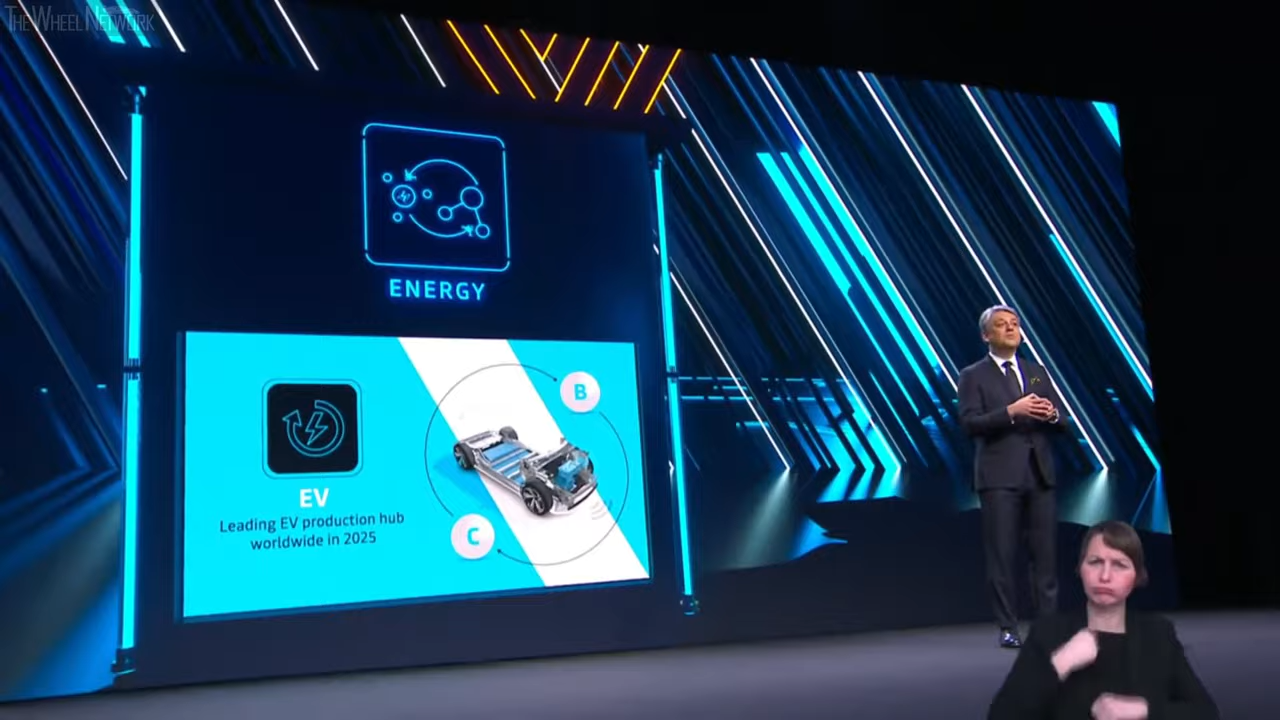 THEWHEELNETWORK
ENERGY
B
EV
Leading EV production hub
worldwide in 2025
C